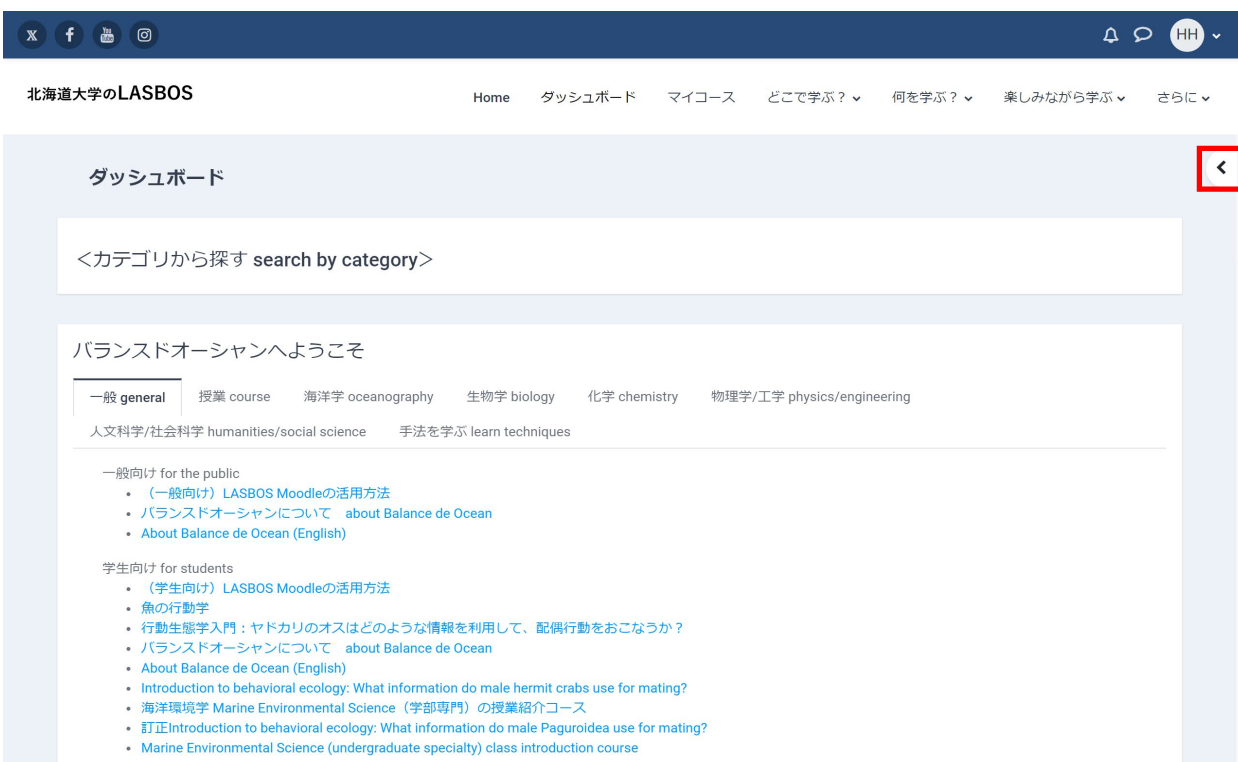 HH
北海道大学のLASBOS
Home ダッシュボード マイコース どこで学ぶ? 何を学ぶ? 楽しみながら学ぶ さらに
ダッシュボード
<カテゴリから探す search by category>
バランスドオーシャンへようこそ
一般 general 授業 course 海洋学 oceanography 生物学 biology 化学 chemistry 物理学/工学 physics/engineering
人文科学/社会科学 humanities/social science 手法を学ぶ learn techniques
一般向け for the public
(一般向け)LASBOS Moodleの活用方法
バランスドオーシャンについて about Balance de Ocean
About Balance de Ocean (English)
学生向け for students
(学生向け)LASBOS Moodleの活用方法
魚の行動学
行動生態学入門:ヤドカリのオスはどのような情報を利用して、配偶行動をおこなうか?
バランスドオーシャンについて about Balance de Ocean
About Balance de Ocean (English)
Introduction to behavioral ecology: What information do male hermit crabs use for mating?
海洋環境学 Marine Environmental Science(学部専門)の授業紹介コース
訂正Introduction to behavioral ecology: What information do male Paguroidea use for mating?
Marine Environmental Science (undergraduate specialty) class introduction course